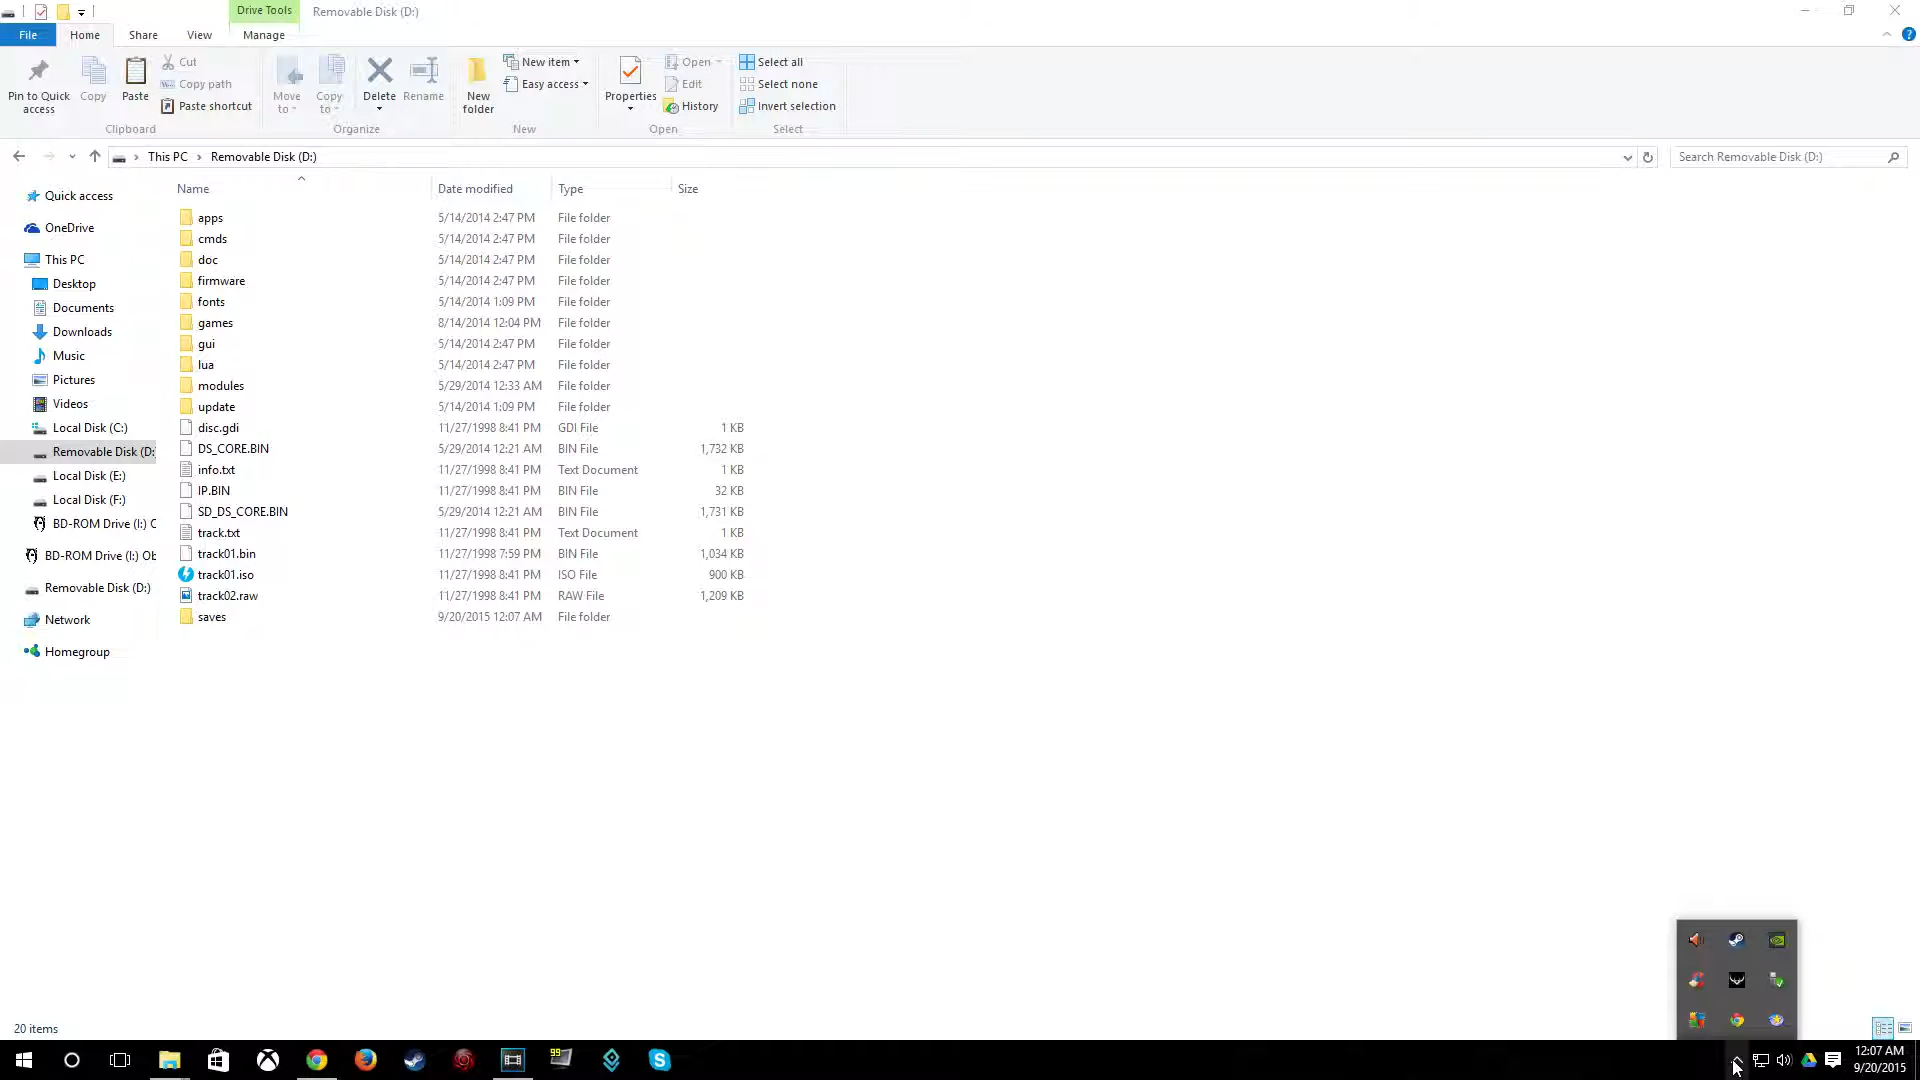 Drive Tools Removable Disk (D:)
File Home Share View Manage
Pin to Quick access
Copy
Paste
Cut
Copy path
Paste shortcut
Clipboard
Move to
Copy to
Delete
Rename
Organize
New folder
New item
Easy access
New
Properties
Open
Edit
History
Open
Select all
Select none
Invert selection
Select
This PC Removable Disk (D:)
Search Removable Disk (D:)
Quick access
OneDrive
This PC
Desktop
Documents
Downloads
Music
Pictures
Videos
Local Disk (C:)
Removable Disk (D:
Local Disk (E:)
Local Disk (F:)
BD-ROM Drive (I:) O
BD-ROM Drive (I:) Ob
Removable Disk (D:)
Network
Homegroup
Name Date modified Type Size
apps 5/14/2014 2:47 PM File folder
cmds 5/14/2014 2:47 PM File folder
doc 5/14/2014 2:47 PM File folder
firmware 5/14/2014 2:47 PM File folder
fonts 5/14/2014 1:09 PM File folder
games 8/14/2014 12:04 PM File folder
gui 5/14/2014 2:47 PM File folder
lua 5/14/2014 2:47 PM File folder
modules 5/29/2014 12:33 AM File folder
update 5/14/2014 1:09 PM File folder
disc.gdi 11/27/1998 8:41 PM GDI File 1 KB
DS_CORE.BIN 5/29/2014 12:21 AM BIN File 1,732 KB
info.txt 11/27/1998 8:41 PM Text Document 1 KB
IP.BIN 11/27/1998 8:41 PM BIN File 32 KB
SD_DS_CORE.BIN 5/29/2014 12:21 AM BIN File 1,731 KB
track.txt 11/27/1998 8:41 PM Text Document 1 KB
track01.bin 11/27/1998 7:59 PM BIN File 1,034 KB
track01.iso 11/27/1998 8:41 PM ISO File 900 KB
track02.raw 11/27/1998 8:41 PM RAW File 1,209 KB
saves 9/20/2015 12:07 AM File folder
20 items
99
12:07 AM
9/20/2015